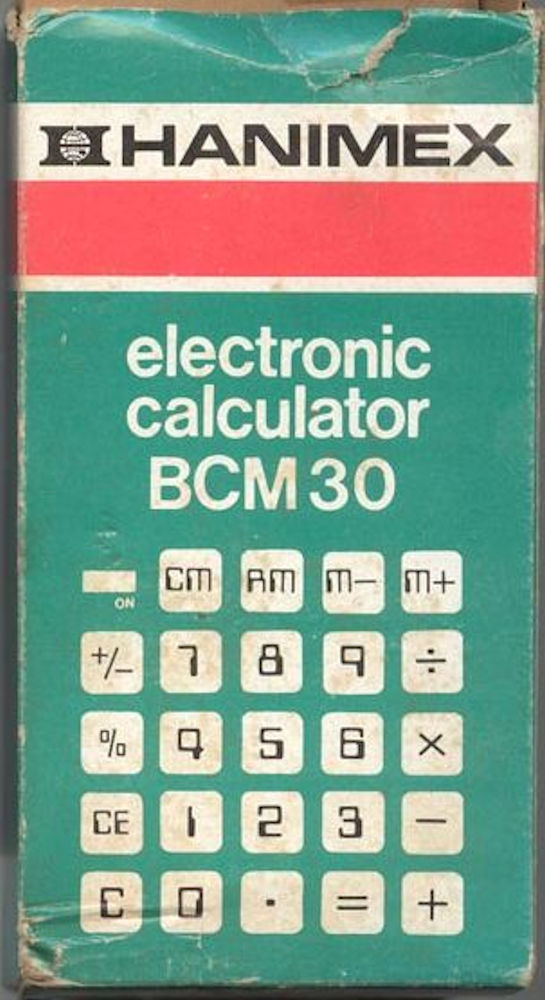 HANIMEX
electronic
calculator
BCM 30
ON CM RM M- M+
+/- 7 8 9 ÷
% 4 5 6 ×
CE 1 2 3 -
C 0 . = +